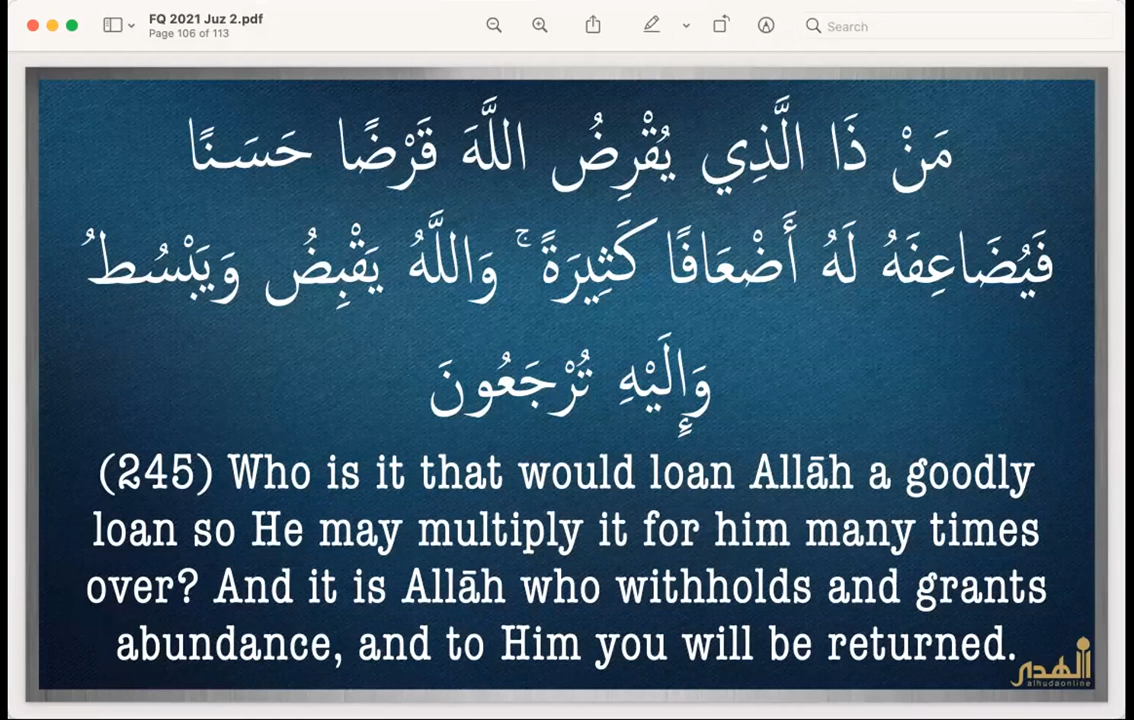 FQ 2021 Juz 2.pdf
Page 106 of 113
Search
مَنْ ذَا الَّذِي يُقْرِضُ اللَّهَ قَرْضًا حَسَنًا
فَيُضَاعِفَهُ لَهُ أَضْعَافًا كَثِيرَةً ۚ وَاللَّهُ يَقْبِضُ وَيَبْسُطُ
وَإِلَيْهِ تُرْجَعُونَ
(245) Who is it that would loan Allāh a goodly
loan so He may multiply it for him many times
over? And it is Allāh who withholds and grants
abundance, and to Him you will be returned.
الهدى
alhudaonline